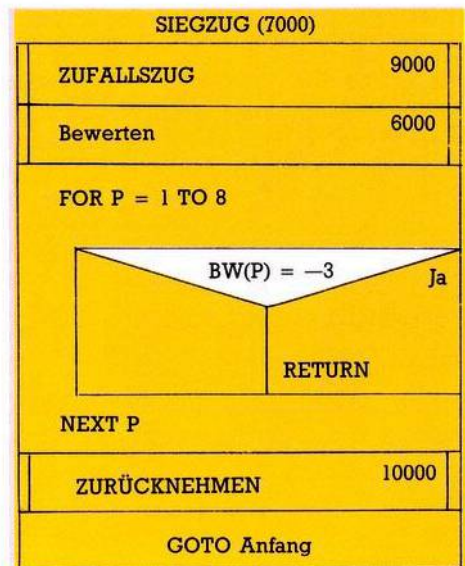 SIEGZUG (7000)
ZUFALLSZUG 9000
Bewerten 6000
FOR P = 1 TO 8
BW(P) = —3
Ja
RETURN
NEXT P
ZURÜCKNEHMEN 10000
GOTO Anfang